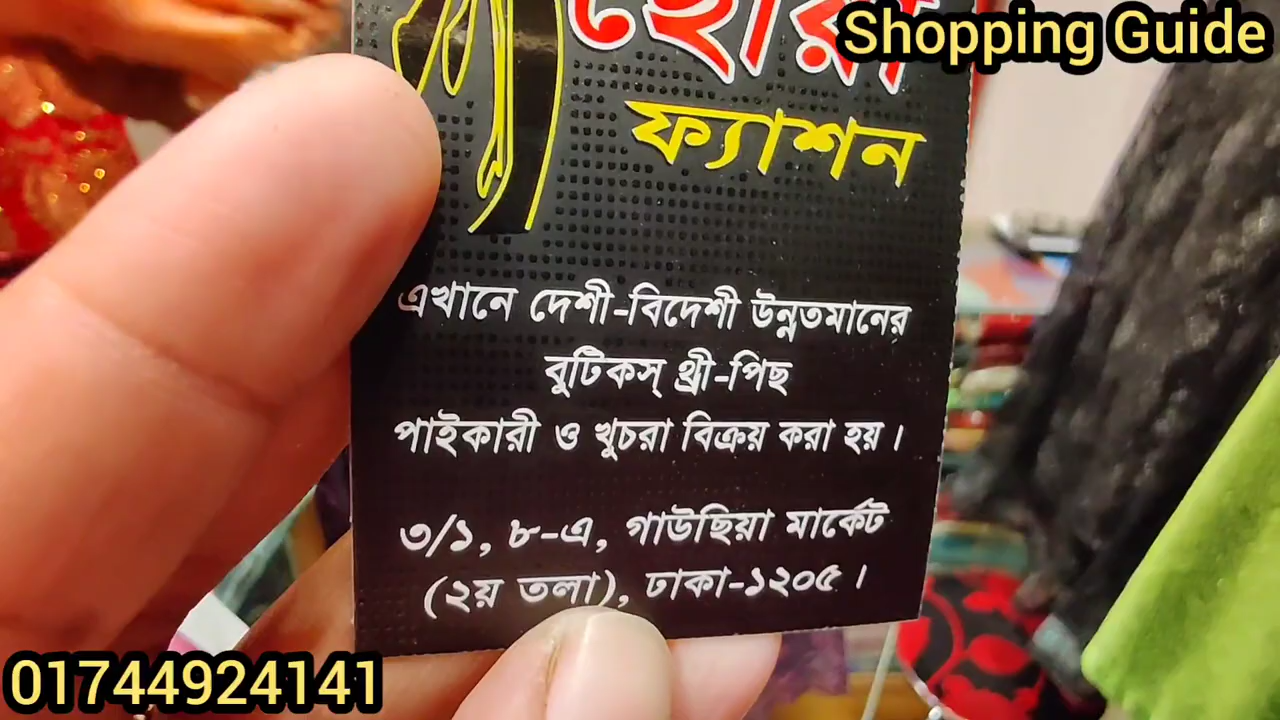 Shopping Guide
ফ্যাশন
এখানে দেশী-বিদেশী উন্নতমানের
বুটিকস্ থ্রী-পিছ
পাইকারী ও খুচরা বিক্রয় করা হয়।
৩/১, ৮-এ, গাউছিয়া মার্কেট
(২য় তলা), ঢাকা-১২০৫।
01744924141